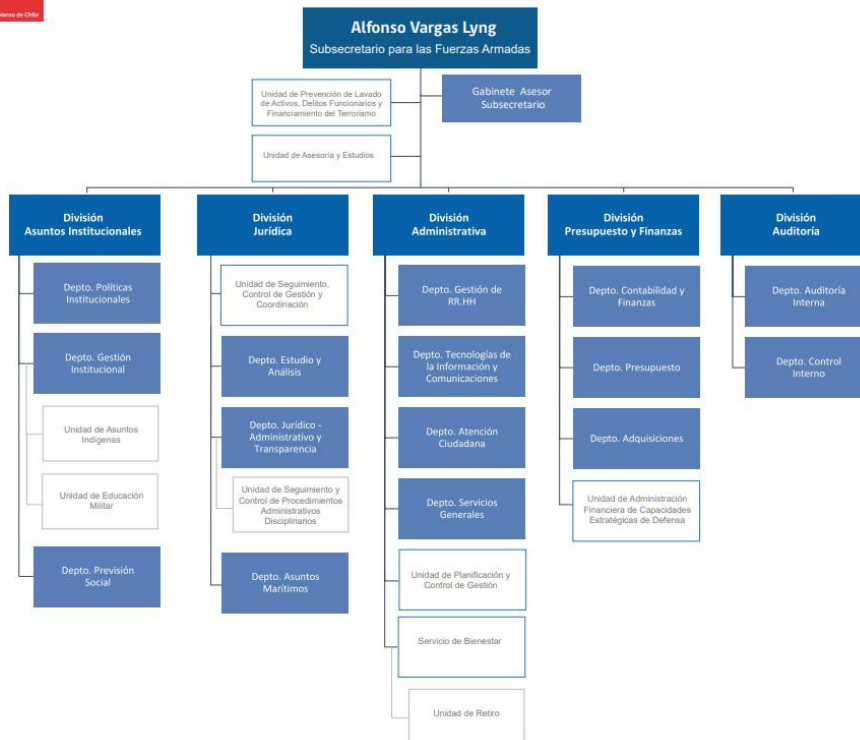 Gobierno de Chile
Alfonso Vargas Lyng
Subsecretario para las Fuerzas Armadas
Unidad de Prevención de Lavado
de Activos, Delitos Funcionarios y
Financiamiento del Terrorismo
Gabinete Asesor
Subsecretario
Unidad de Asesoría y Estudios
División
Asuntos Institucionales
Depto. Políticas
Institucionales
Depto. Gestión
Institucional
Unidad de Asuntos
Indígenas
Unidad de Educación
Militar
Depto. Previsión
Social
División
Jurídica
Unidad de Seguimiento,
Control de Gestión y
Coordinación
Depto. Estudio y
Análisis
Depto. Jurídico -
Administrativo y
Transparencia
Unidad de Seguimiento y
Control de Procedimientos
Administrativos
Disciplinarios
Depto. Asuntos
Marítimos
División
Administrativa
Depto. Gestión de
RR.HH
Depto. Tecnologías de
la Información y
Comunicaciones
Depto. Atención
Ciudadana
Depto. Servicios
Generales
Unidad de Planificación y
Control de Gestión
Servicio de Bienestar
Unidad de Retiro
División
Presupuesto y Finanzas
Depto. Contabilidad y
Finanzas
Depto. Presupuesto
Depto. Adquisiciones
Unidad de Administración
Financiera de Capacidades
Estratégicas de Defensa
División
Auditoría
Depto. Auditoría
Interna
Depto. Control
Interno